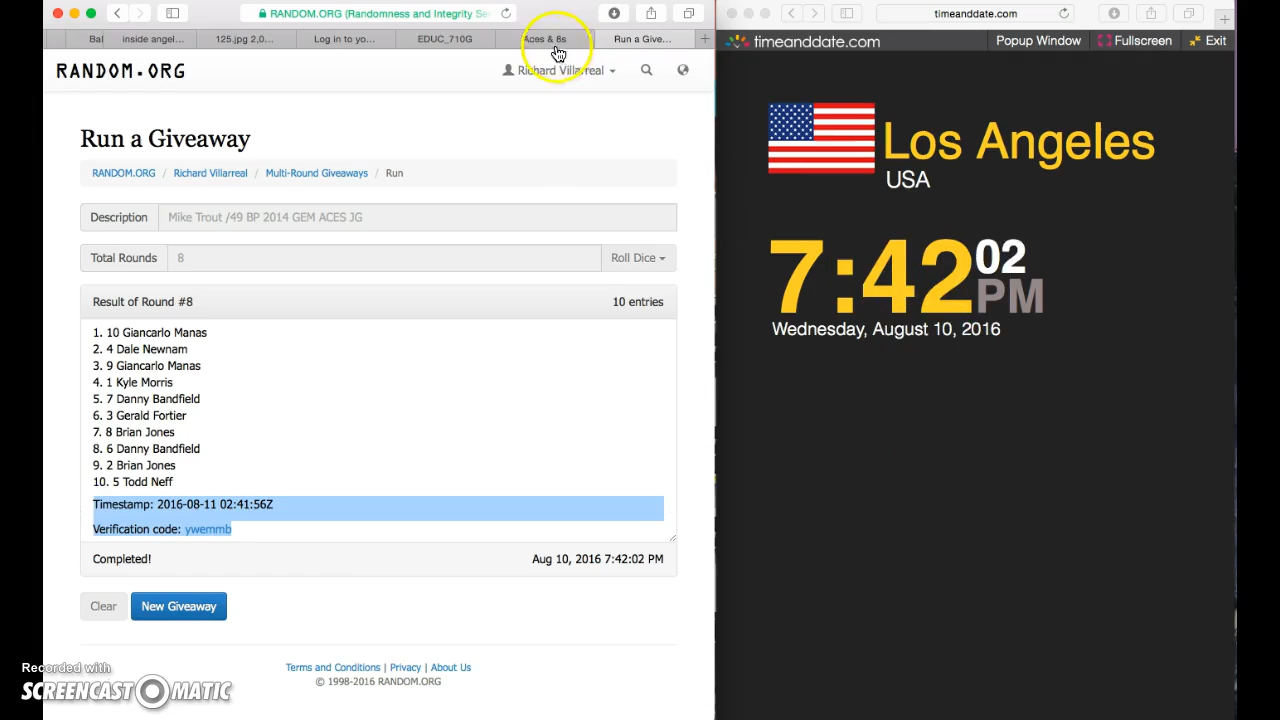 RANDOM.ORG (Randomness and Integrity Se
timeanddate.com
Bal
inside angel...
125.jpg 2,0...
Log in to yo...
EDUC_710G
Aces & 6s
Run a Give...
RANDOM.ORG
Richard Villarreal
timeanddate.com
Popup Window
Fullscreen
Exit
Run a Giveaway
RANDOM.ORG / Richard Villarreal / Multi-Round Giveaways / Run
Description Mike Trout /49 BP 2014 GEM ACES JG
Total Rounds 8 Roll Dice
Result of Round #8 10 entries
1. 10 Giancarlo Manas
2. 4 Dale Newnam
3. 9 Giancarlo Manas
4. 1 Kyle Morris
5. 7 Danny Bandfield
6. 3 Gerald Fortier
7. 8 Brian Jones
8. 6 Danny Bandfield
9. 2 Brian Jones
10. 5 Todd Neff
Timestamp: 2016-08-11 02:41:56Z
Verification code: ywemmb
Completed! Aug 10, 2016 7:42:02 PM
Clear New Giveaway
Terms and Conditions | Privacy | About Us
© 1998-2016 RANDOM.ORG
Los Angeles
USA
7:42 02 PM
Wednesday, August 10, 2016
Recorded with
SCREENCAST O MATIC